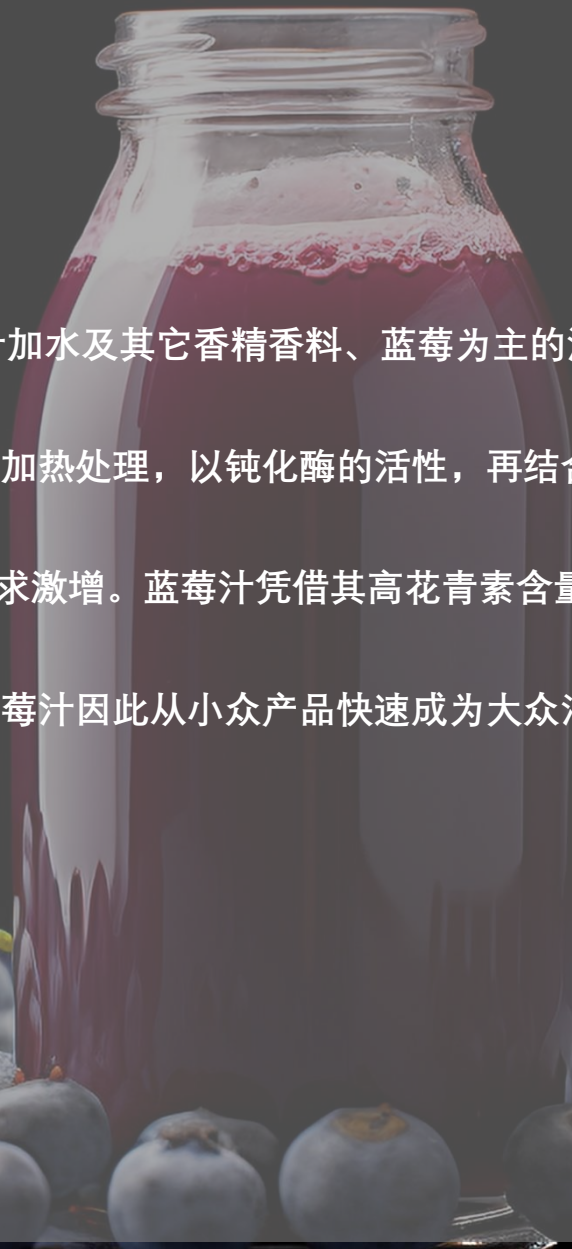 加水及其它香精香料、蓝莓为主的
加热处理，以钝化酶的活性，再结
求激增。蓝莓汁凭借其高花青素含
莓汁因此从小众产品快速成为大众